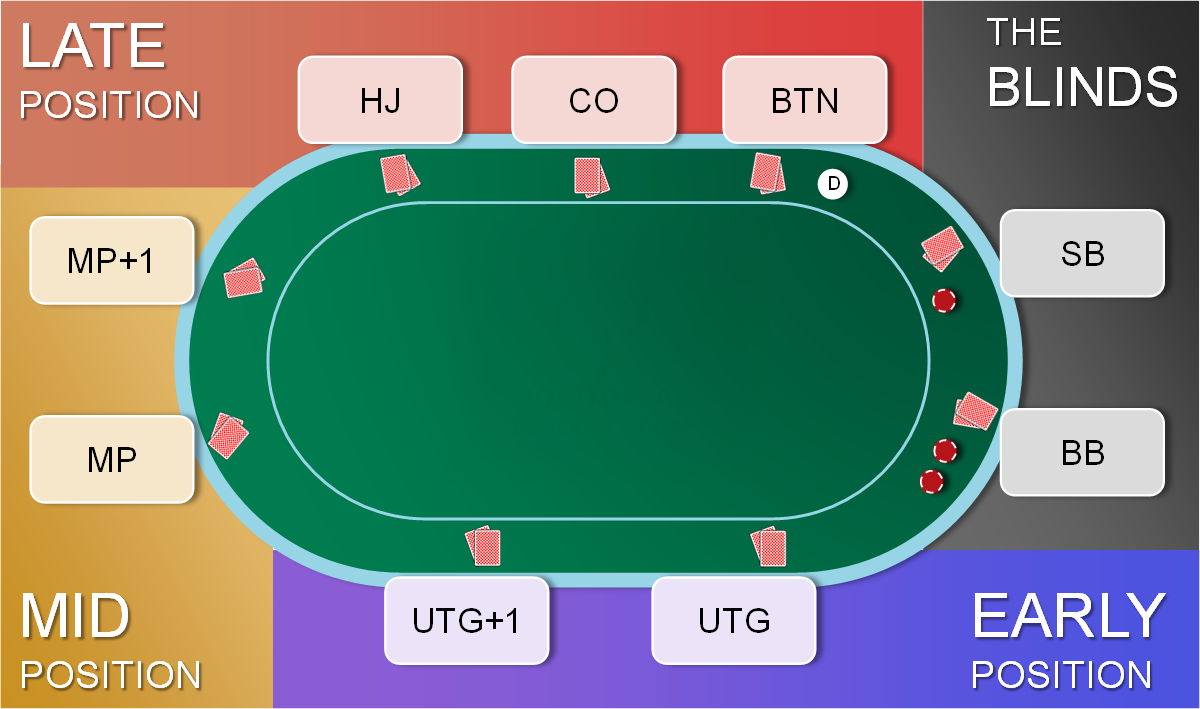 LATE
POSITION
HJ
CO
BTN
THE
BLINDS
D
MP+1
SB
MP
BB
UTG+1
UTG
MID
POSITION
EARLY
POSITION